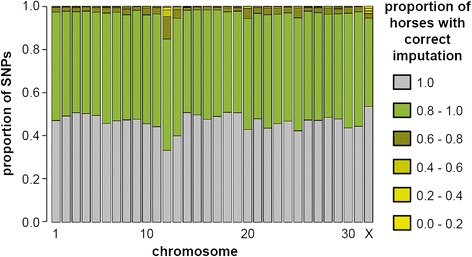 proportion of
horses with
correct
imputation
1.0
0.8 - 1.0
0.6 - 0.8
0.4 - 0.6
0.2 - 0.4
0.0 - 0.2
proportion of SNPs
1.0
0.8
0.6
0.4
0.2
0.0
1 10 20 30 X
chromosome